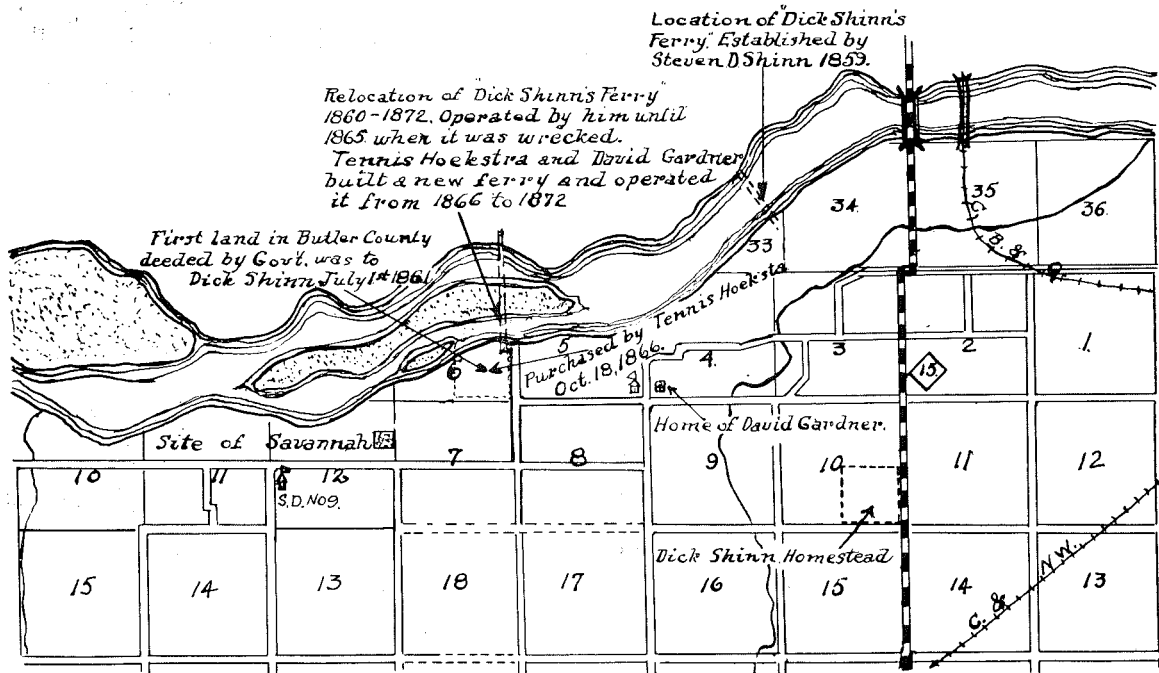 Location of "Dick Shinn's
Ferry" Established by
Steven D Shinn 1859.
Relocation of "Dick Shinn's Ferry"
1860-1872. Operated by him until
1865 when it was wrecked.
Tennis Hoekstra and David Gardner
built a new ferry and operated
it from 1866 to 1872
First land in Butler County
deeded by Govt. was to
Dick Shinn July 1st 1861
33
34
35
36.
C. B. & Q
Purchased by Tennis Hoeksta
Oct. 18, 1866.
6
5
4.
3
2
1.
15
Home of David Gardner.
Site of Savannah
S.D. No9.
10
11
12
7
8
9
10
11
12
Dick Shinn Homestead
15
14
13
18
17
16
15
14
13
C. & N.W.